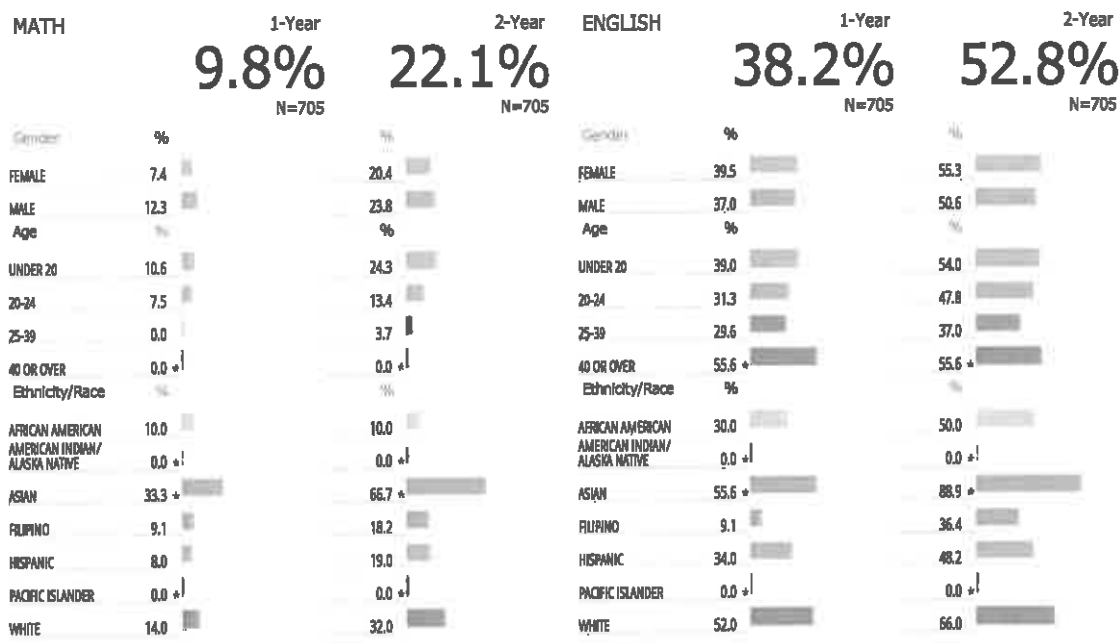 MATH 1-Year 2-Year
9.8% 22.1%
N=705 N=705
Gender % %
FEMALE 7.4 20.4
MALE 12.3 23.8
Age % %
UNDER 20 10.6 24.3
20-24 7.5 13.4
25-39 0.0 3.7
40 OR OVER 0.0 * 0.0 *
Ethnicity/Race % %
AFRICAN AMERICAN 10.0 10.0
AMERICAN INDIAN/
ALASKA NATIVE 0.0 * 0.0 *
ASIAN 33.3 * 66.7 *
FILIPINO 9.1 18.2
HISPANIC 8.0 19.0
PACIFIC ISLANDER 0.0 * 0.0 *
WHITE 14.0 32.0
ENGLISH 1-Year 2-Year
38.2% 52.8%
N=705 N=705
Gender % %
FEMALE 39.5 55.3
MALE 37.0 50.6
Age % %
UNDER 20 39.0 54.0
20-24 31.3 47.8
25-39 29.6 37.0
40 OR OVER 55.6 * 55.6 *
Ethnicity/Race % %
AFRICAN AMERICAN 30.0 50.0
AMERICAN INDIAN/
ALASKA NATIVE 0.0 * 0.0 *
ASIAN 55.6 * 88.9 *
FILIPINO 9.1 36.4
HISPANIC 34.0 48.2
PACIFIC ISLANDER 0.0 * 0.0 *
WHITE 52.0 66.0